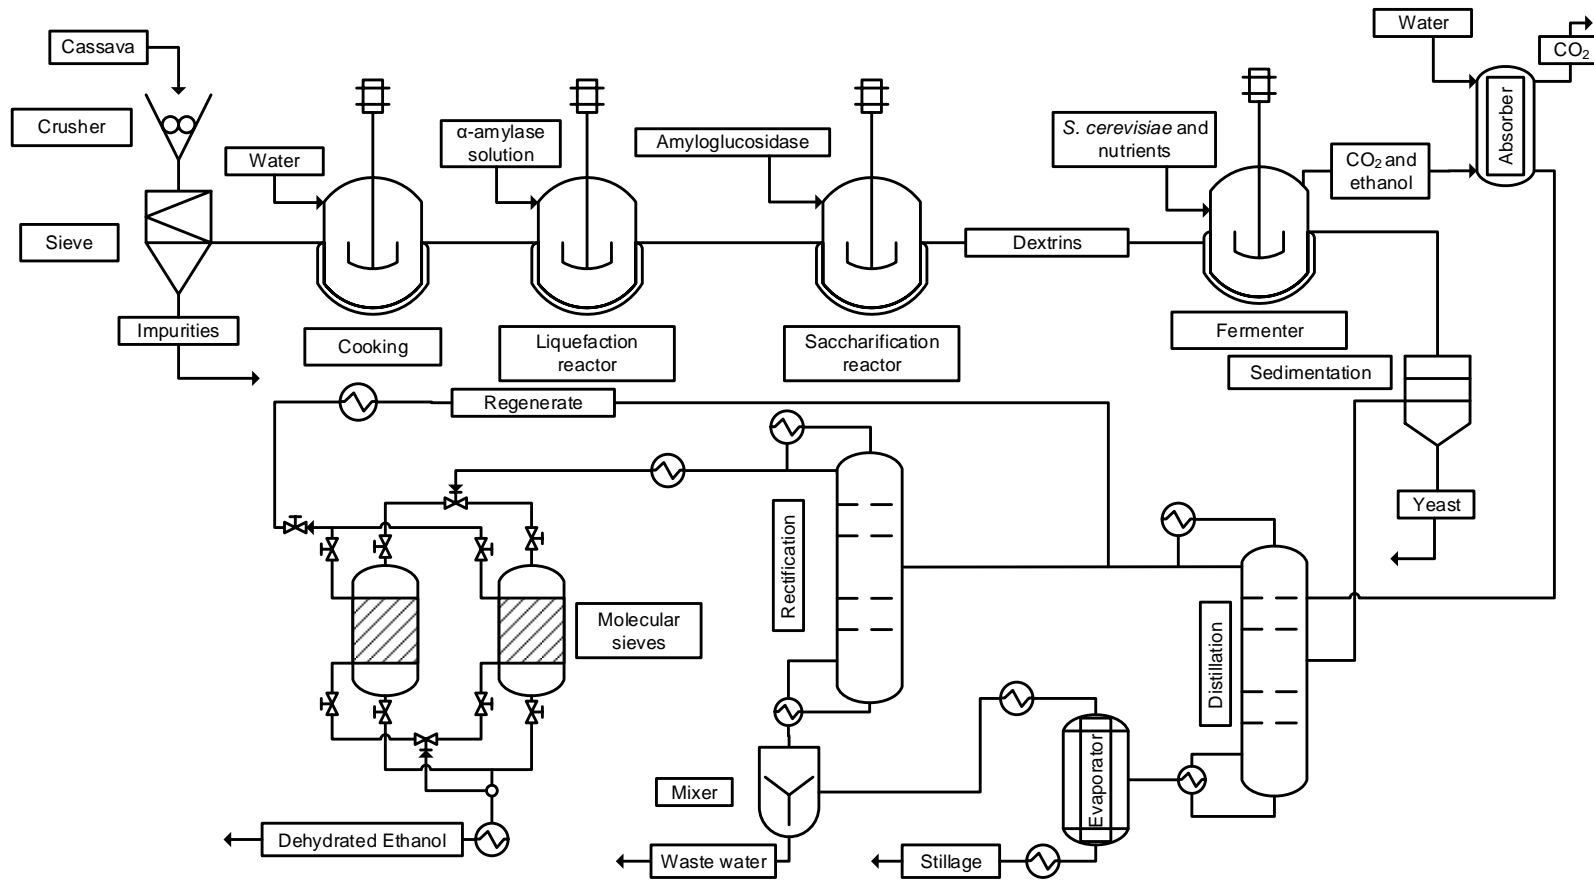 Cassava
Water
CO2
Crusher
α-amylase
solution
Amyloglucosidase
S. cerevisiae and
nutrients
Absorber
Water
CO2 and
ethanol
Sieve
Dextrins
Impurities
Cooking
Liquefaction
reactor
Saccharification
reactor
Fermenter
Sedimentation
Regenerate
Yeast
Rectification
Molecular
sieves
Distillation
Mixer
Evaporator
Dehydrated Ethanol
Waste water
Stillage